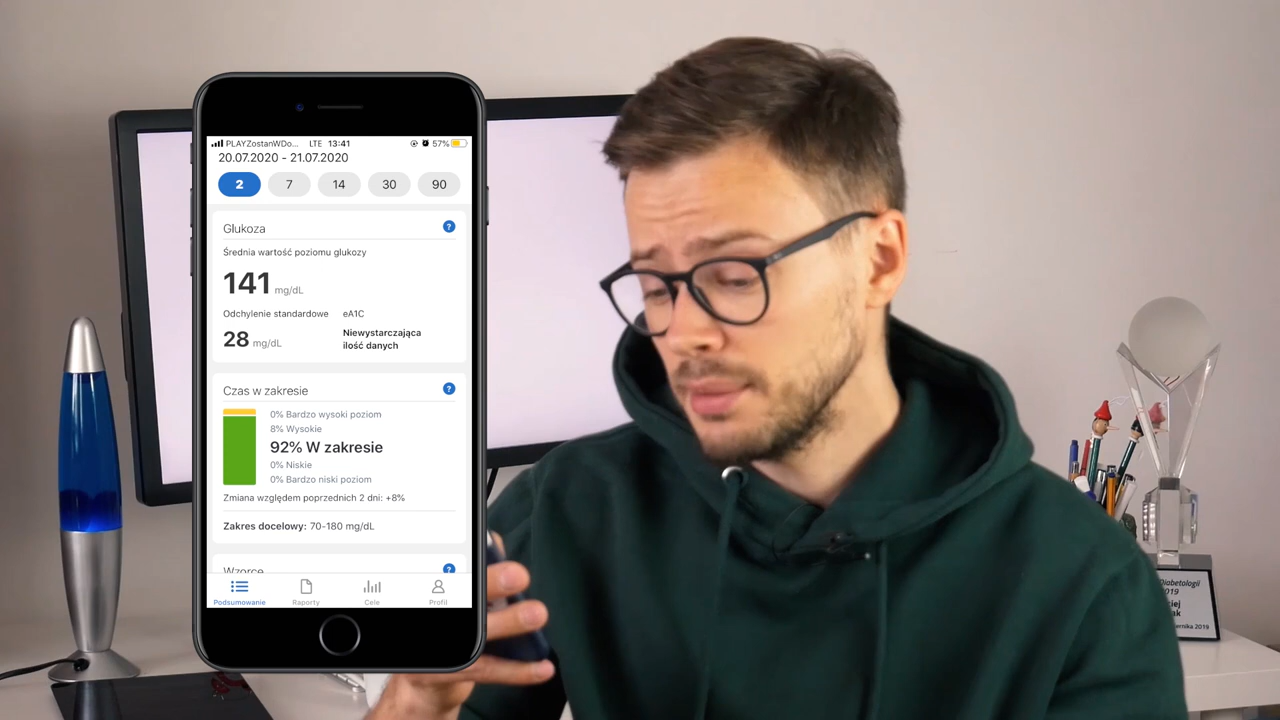 PLAYZostanWDo... LTE 13:41 57%
20.07.2020 - 21.07.2020
2 7 14 30 90
Glukoza ?
Średnia wartość poziomu glukozy
141 mg/dL
Odchylenie standardowe eA1C
28 mg/dL Niewystarczająca
ilość danych
Czas w zakresie ?
0% Bardzo wysoki poziom
8% Wysokie
92% W zakresie
0% Niskie
0% Bardzo niski poziom
Zmiana względem poprzednich 2 dni: +8%
Zakres docelowy: 70-180 mg/dL
Wzorce ?
Podsumowanie Raporty Cele Profil
Diabetologii
2019